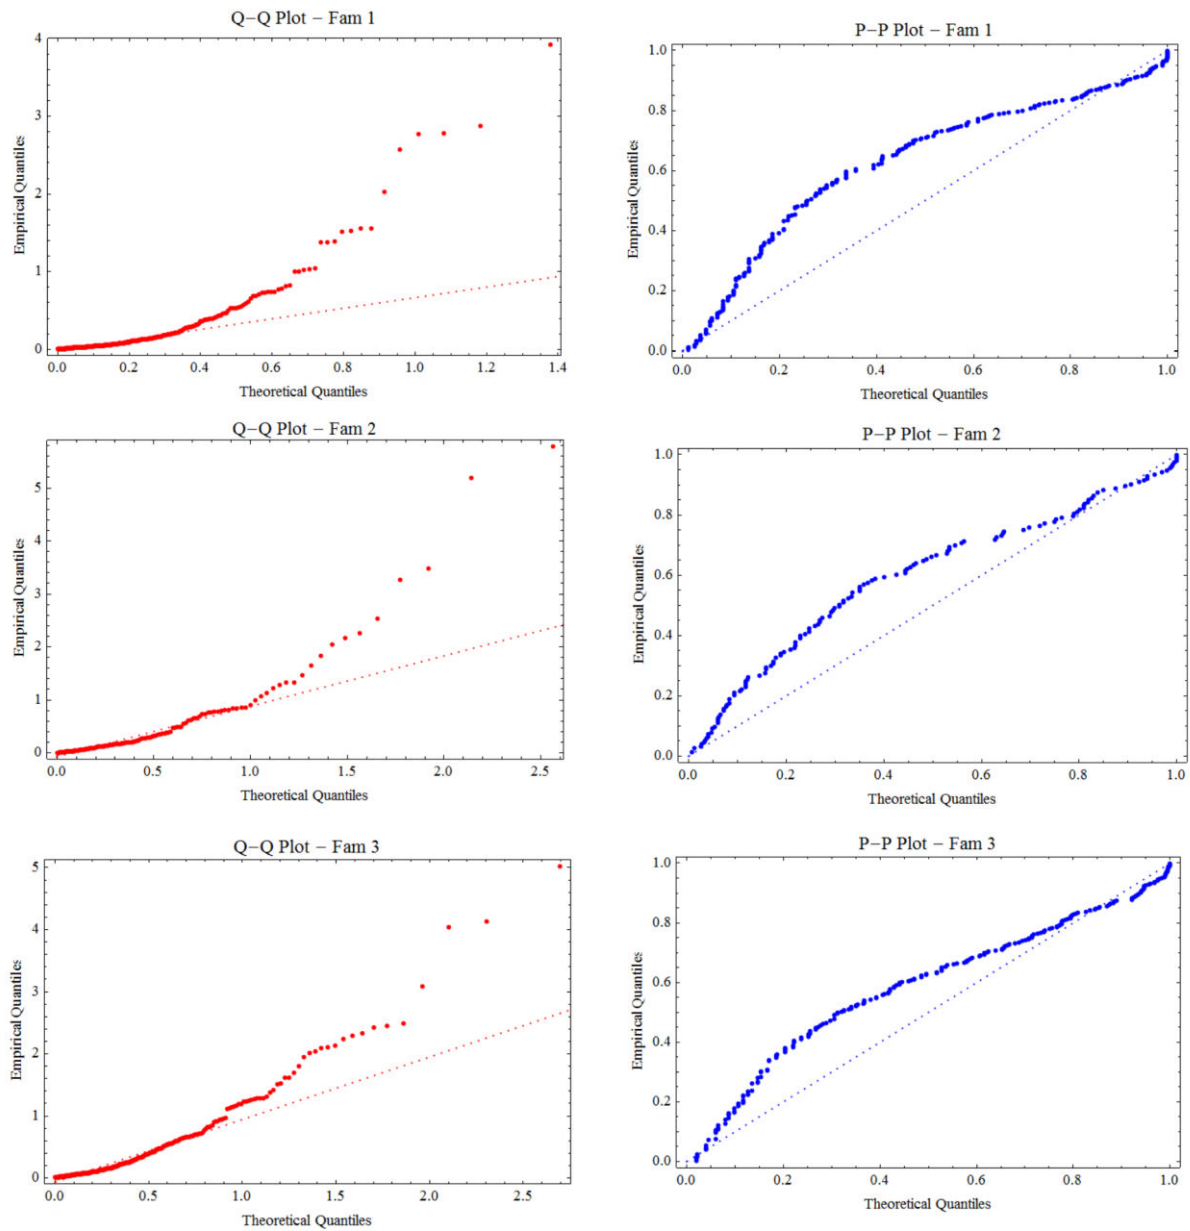 Q−Q Plot − Fam 1
4
3
2
1
0
Empirical Quantiles
0.0 0.2 0.4 0.6 0.8 1.0 1.2 1.4
Theoretical Quantiles
P−P Plot − Fam 1
1.0
0.8
0.6
0.4
0.2
0.0
Empirical Quantiles
0.0 0.2 0.4 0.6 0.8 1.0
Theoretical Quantiles
Q−Q Plot − Fam 2
5
4
3
2
1
0
Empirical Quantiles
0.0 0.5 1.0 1.5 2.0 2.5
Theoretical Quantiles
P−P Plot − Fam 2
1.0
0.8
0.6
0.4
0.2
0.0
Empirical Quantiles
0.0 0.2 0.4 0.6 0.8 1.0
Theoretical Quantiles
Q−Q Plot − Fam 3
5
4
3
2
1
0
Empirical Quantiles
0.0 0.5 1.0 1.5 2.0 2.5
Theoretical Quantiles
P−P Plot − Fam 3
1.0
0.8
0.6
0.4
0.2
0.0
Empirical Quantiles
0.0 0.2 0.4 0.6 0.8 1.0
Theoretical Quantiles